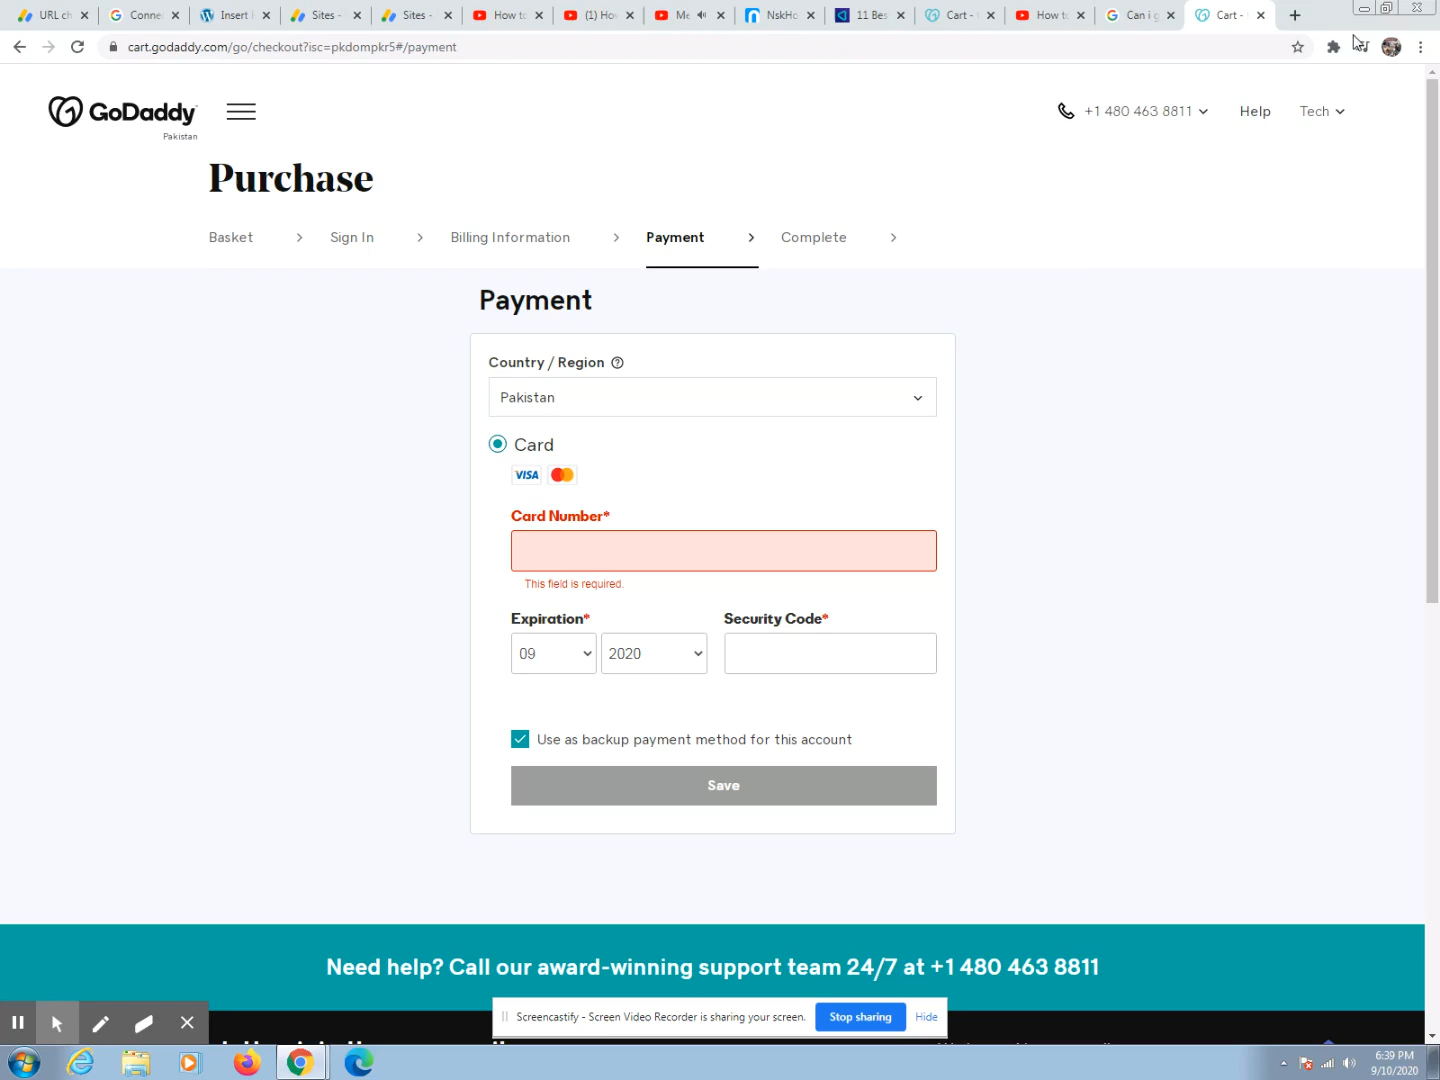 URL ch
Conne
Insert
Sites -
Sites -
How to
(1) Ho
Me
NskHo
11 Bes
Cart -
How to
Can i g
Cart -
cart.godaddy.com/go/checkout?isc=pkdompkr5#/payment
GoDaddy
Pakistan
+1 480 463 8811
Help
Tech
Purchase
Basket
Sign In
Billing Information
Payment
Complete
Payment
Country / Region
Pakistan
Card
VISA
Card Number*
This field is required.
Expiration*
Security Code*
09
2020
Use as backup payment method for this account
Save
Need help? Call our award-winning support team 24/7 at +1 480 463 8811
Screencastify - Screen Video Recorder is sharing your screen.
Stop sharing
Hide
6:39 PM
9/10/2020